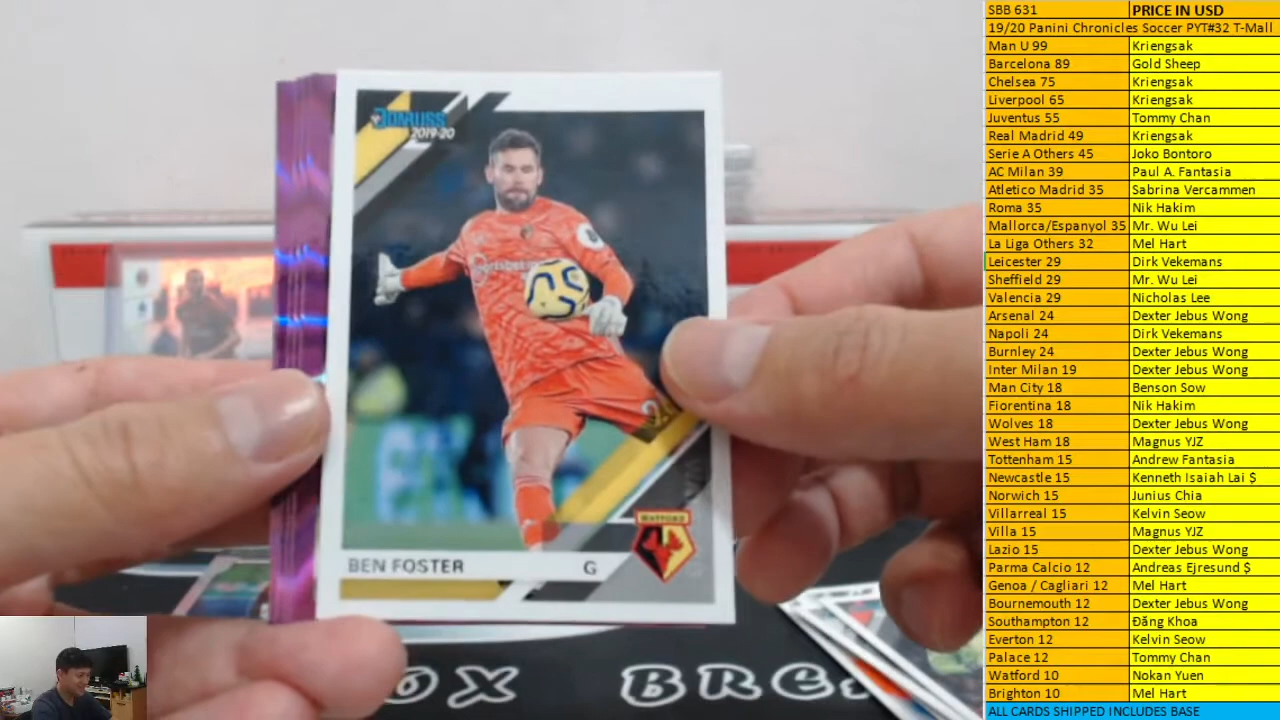 DONRUSS
2019-20
WATFORD
BEN FOSTER G
OX BRE
SBB 631 PRICE IN USD
19/20 Panini Chronicles Soccer PYT#32 T-Mall
Man U 99 Kriengsak
Barcelona 89 Gold Sheep
Chelsea 75 Kriengsak
Liverpool 65 Kriengsak
Juventus 55 Tommy Chan
Real Madrid 49 Kriengsak
Serie A Others 45 Joko Bontoro
AC Milan 39 Paul A. Fantasia
Atletico Madrid 35 Sabrina Vercammen
Roma 35 Nik Hakim
Mallorca/Espanyol 35 Mr. Wu Lei
La Liga Others 32 Mel Hart
Leicester 29 Dirk Vekemans
Sheffield 29 Mr. Wu Lei
Valencia 29 Nicholas Lee
Arsenal 24 Dexter Jebus Wong
Napoli 24 Dirk Vekemans
Burnley 24 Dexter Jebus Wong
Inter Milan 19 Dexter Jebus Wong
Man City 18 Benson Sow
Fiorentina 18 Nik Hakim
Wolves 18 Dexter Jebus Wong
West Ham 18 Magnus YJZ
Tottenham 15 Andrew Fantasia
Newcastle 15 Kenneth Isaiah Lai $
Norwich 15 Junius Chia
Villarreal 15 Kelvin Seow
Villa 15 Magnus YJZ
Lazio 15 Dexter Jebus Wong
Parma Calcio 12 Andreas Ejresund $
Genoa / Cagliari 12 Mel Hart
Bournemouth 12 Dexter Jebus Wong
Southampton 12 Đăng Khoa
Everton 12 Kelvin Seow
Palace 12 Tommy Chan
Watford 10 Nokan Yuen
Brighton 10 Mel Hart
ALL CARDS SHIPPED INCLUDES BASE